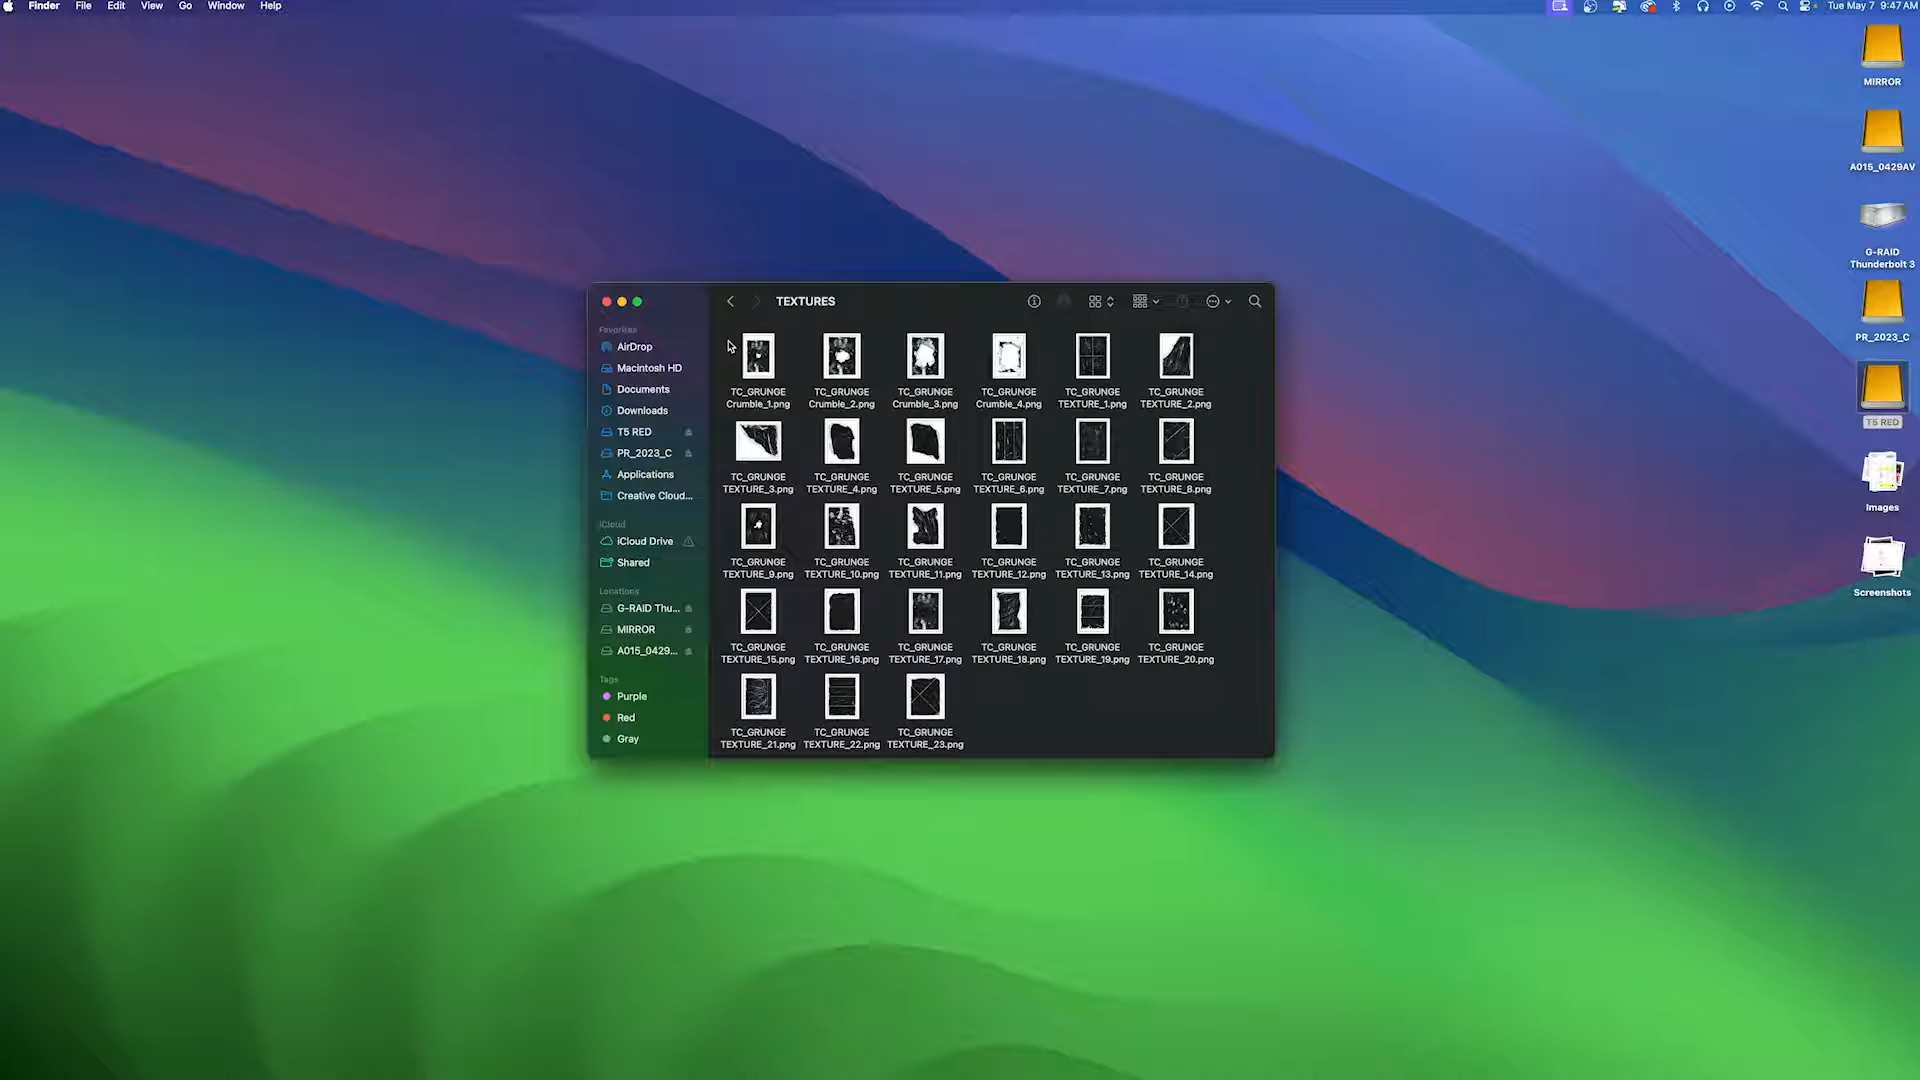 Finder File Edit View Go Window Help
Tue May 7 9:47 AM
MIRROR
A015_0429AV
G-RAID
Thunderbolt 3
PR_2023_C
T5 RED
Images
Screenshots
TEXTURES
Favorites
AirDrop
Macintosh HD
Documents
Downloads
T5 RED
PR_2023_C
Applications
Creative Cloud...
iCloud
iCloud Drive
Shared
Locations
G-RAID Thu...
MIRROR
A015_0429...
Tags
Purple
Red
Gray
TC_GRUNGE
Crumble_1.png
TC_GRUNGE
Crumble_2.png
TC_GRUNGE
Crumble_3.png
TC_GRUNGE
Crumble_4.png
TC_GRUNGE
TEXTURE_1.png
TC_GRUNGE
TEXTURE_2.png
TC_GRUNGE
TEXTURE_3.png
TC_GRUNGE
TEXTURE_4.png
TC_GRUNGE
TEXTURE_5.png
TC_GRUNGE
TEXTURE_6.png
TC_GRUNGE
TEXTURE_7.png
TC_GRUNGE
TEXTURE_8.png
TC_GRUNGE
TEXTURE_9.png
TC_GRUNGE
TEXTURE_10.png
TC_GRUNGE
TEXTURE_11.png
TC_GRUNGE
TEXTURE_12.png
TC_GRUNGE
TEXTURE_13.png
TC_GRUNGE
TEXTURE_14.png
TC_GRUNGE
TEXTURE_15.png
TC_GRUNGE
TEXTURE_16.png
TC_GRUNGE
TEXTURE_17.png
TC_GRUNGE
TEXTURE_18.png
TC_GRUNGE
TEXTURE_19.png
TC_GRUNGE
TEXTURE_20.png
TC_GRUNGE
TEXTURE_21.png
TC_GRUNGE
TEXTURE_22.png
TC_GRUNGE
TEXTURE_23.png